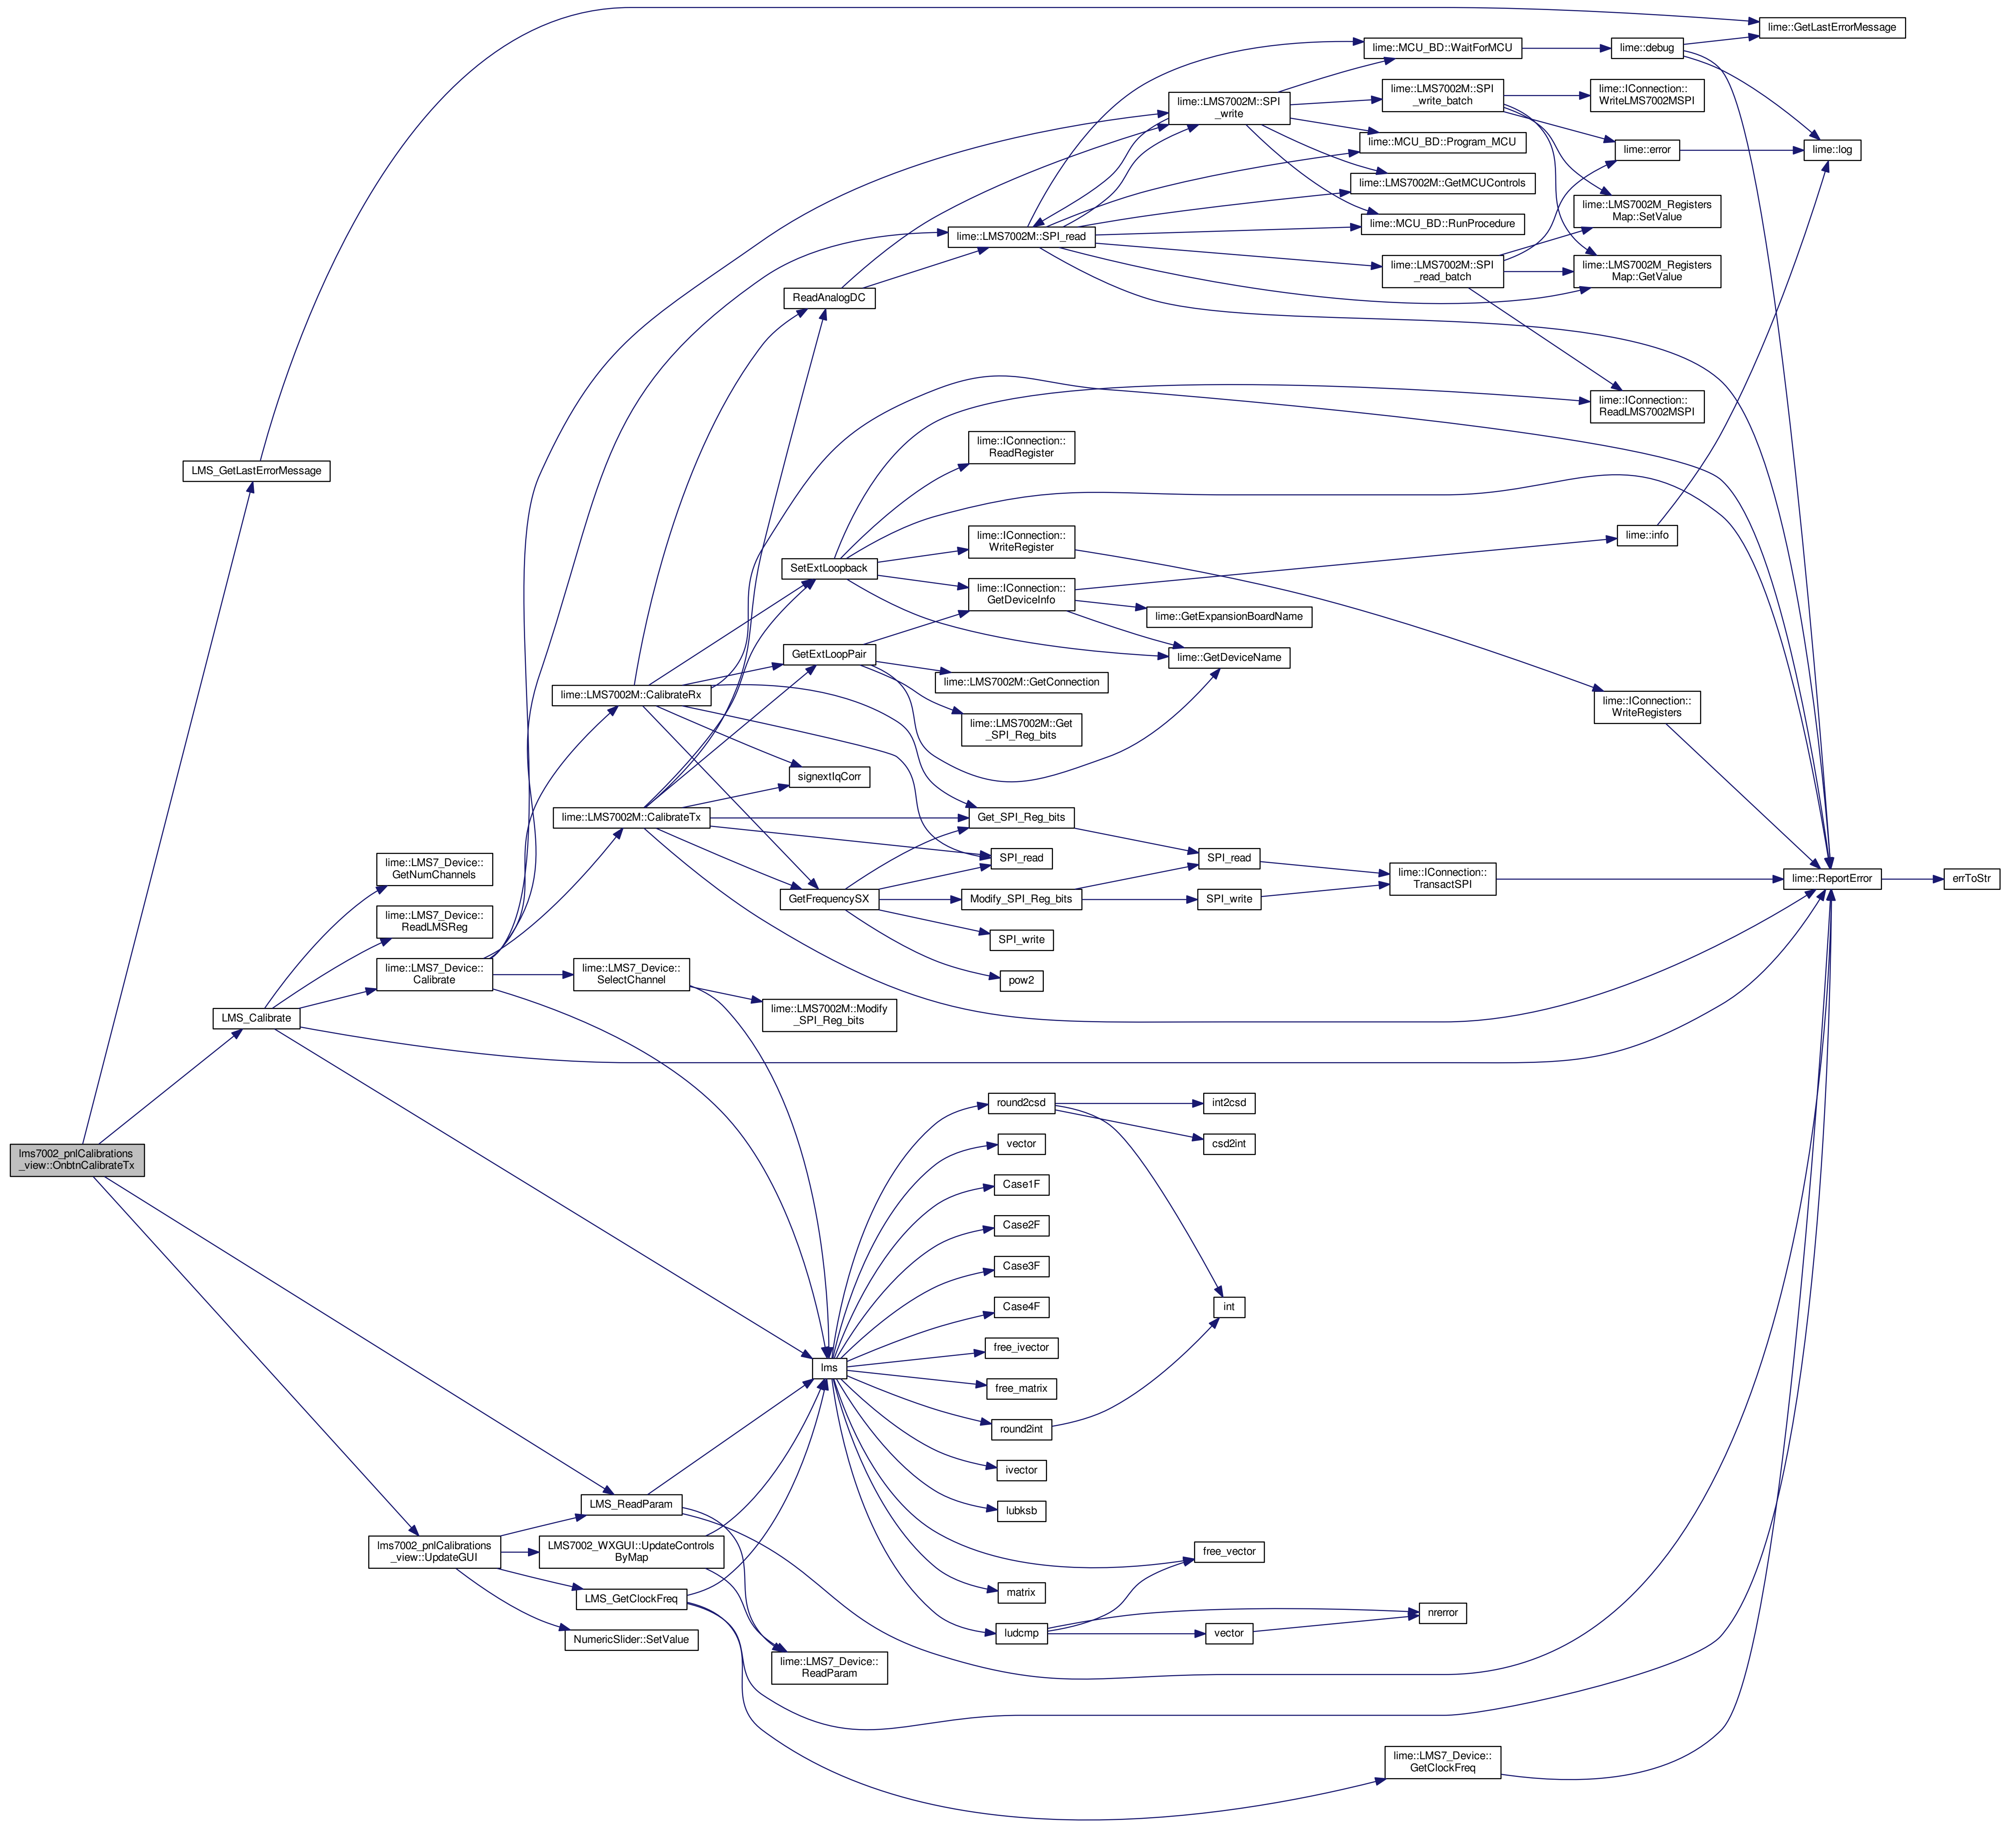 lime::GetLastErrorMessage
lime::MCU_BD::WaitForMCU
lime::debug
lime::LMS7002M::SPI
_write
lime::LMS7002M::SPI
_write_batch
lime::IConnection::
WriteLMS7002MSPI
lime::MCU_BD::Program_MCU
lime::error
lime::log
lime::LMS7002M::GetMCUControls
lime::LMS7002M_Registers
Map::SetValue
lime::MCU_BD::RunProcedure
lime::LMS7002M::SPI_read
lime::LMS7002M::SPI
_read_batch
lime::LMS7002M_Registers
Map::GetValue
ReadAnalogDC
lime::IConnection::
ReadLMS7002MSPI
lime::IConnection::
ReadRegister
LMS_GetLastErrorMessage
lime::IConnection::
WriteRegister
lime::info
SetExtLoopback
lime::IConnection::
GetDeviceInfo
lime::GetExpansionBoardName
GetExtLoopPair
lime::GetDeviceName
lime::LMS7002M::GetConnection
lime::LMS7002M::CalibrateRx
lime::IConnection::
WriteRegisters
lime::LMS7002M::Get
_SPI_Reg_bits
signextIqCorr
lime::LMS7002M::CalibrateTx
Get_SPI_Reg_bits
lime::LMS7_Device::
GetNumChannels
SPI_read
SPI_read
lime::IConnection::
TransactSPI
lime::ReportError
errToStr
GetFrequencySX
Modify_SPI_Reg_bits
SPI_write
lime::LMS7_Device::
ReadLMSReg
SPI_write
lime::LMS7_Device::
Calibrate
lime::LMS7_Device::
SelectChannel
pow2
LMS_Calibrate
lime::LMS7002M::Modify
_SPI_Reg_bits
round2csd
int2csd
vector
csd2int
lms7002_pnlCalibrations
_view::OnbtnCalibrateTx
Case1F
Case2F
Case3F
Case4F
int
free_ivector
lms
free_matrix
round2int
ivector
LMS_ReadParam
lubksb
lms7002_pnlCalibrations
_view::UpdateGUI
LMS7002_WXGUI::UpdateControls
ByMap
free_vector
LMS_GetClockFreq
matrix
nrerror
NumericSlider::SetValue
ludcmp
vector
lime::LMS7_Device::
ReadParam
lime::LMS7_Device::
GetClockFreq